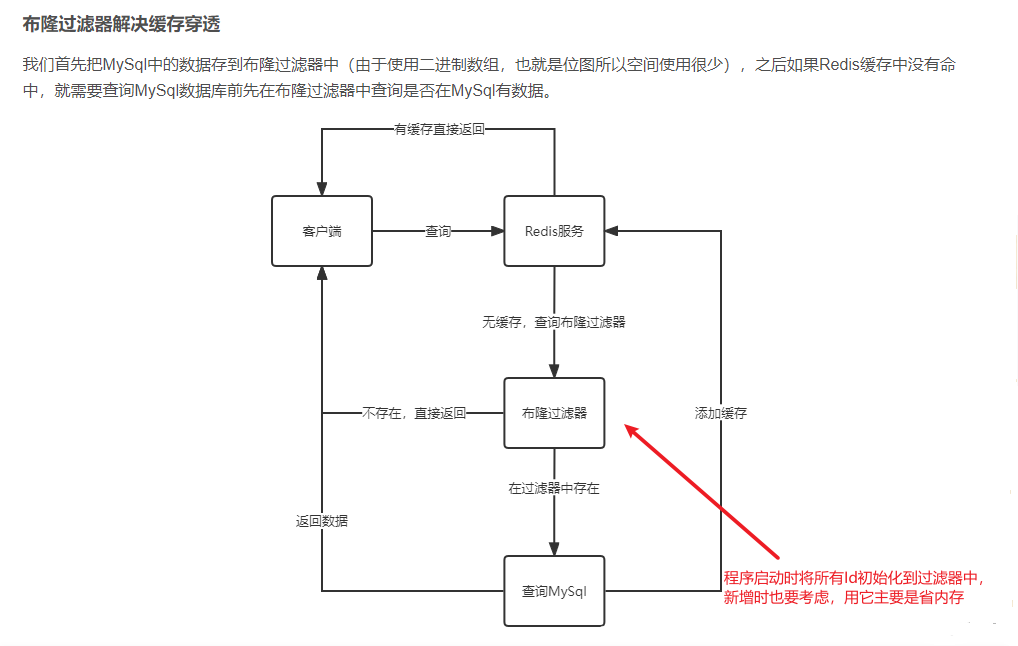 布隆过滤器解决缓存穿透
我们首先把MySql中的数据存到布隆过滤器中（由于使用二进制数组，也就是位图所以空间使用很少），之后如果Redis缓存中没有命
中，就需要查询MySql数据库前先在布隆过滤器中查询是否在MySql有数据。
有缓存直接返回
客户端
查询
Redis服务
无缓存，查询布隆过滤器
不存在，直接返回
布隆过滤器
添加缓存
在过滤器中存在
返回数据
查询MySql
程序启动时将所有Id初始化到过滤器中，
新增时也要考虑，用它主要是省内存